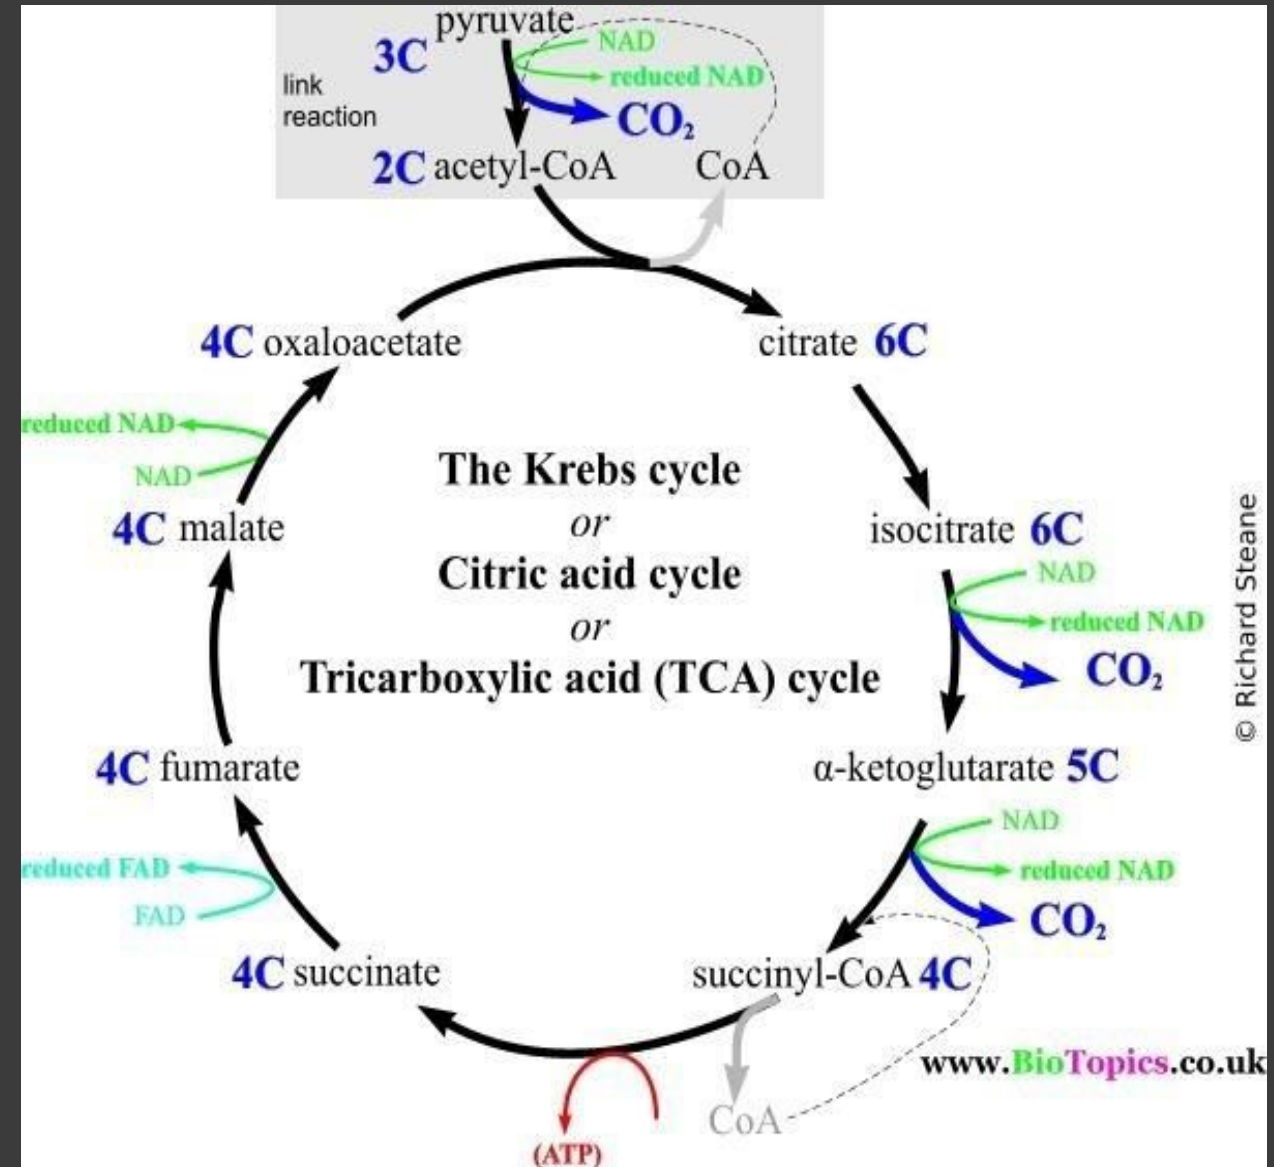 pyruvate
3C
NAD
reduced NAD
link
reaction
CO₂
2C acetyl-CoA
CoA
4C oxaloacetate
citrate 6C
reduced NAD
NAD
The Krebs cycle
or
Citric acid cycle
or
Tricarboxylic acid (TCA) cycle
4C malate
isocitrate 6C
NAD
reduced NAD
CO₂
© Richard Steane
4C fumarate
α-ketoglutarate 5C
NAD
reduced NAD
CO₂
reduced FAD
FAD
4C succinate
succinyl-CoA 4C
www.BioTopics.co.uk
CoA
(ATP)